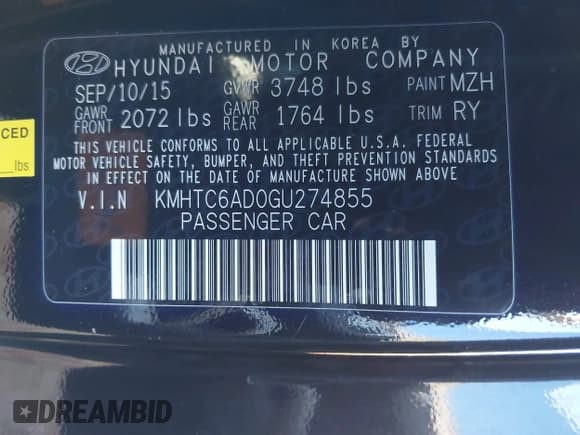 MANUFACTURED IN KOREA BY
HYUNDAI MOTOR COMPANY
SEP/10/15 GVWR 3748 lbs PAINT MZH
GAWR FRONT 2072 lbs GAWR REAR 1764 lbs TRIM RY
THIS VEHICLE CONFORMS TO ALL APPLICABLE U.S.A. FEDERAL
MOTOR VEHICLE SAFETY, BUMPER, AND THEFT PREVENTION STANDARDS
IN EFFECT ON THE DATE OF MANUFACTURE SHOWN ABOVE
V.I.N KMHTC6AD0GU274855
PASSENGER CAR
CED
lbs
DREAMBID